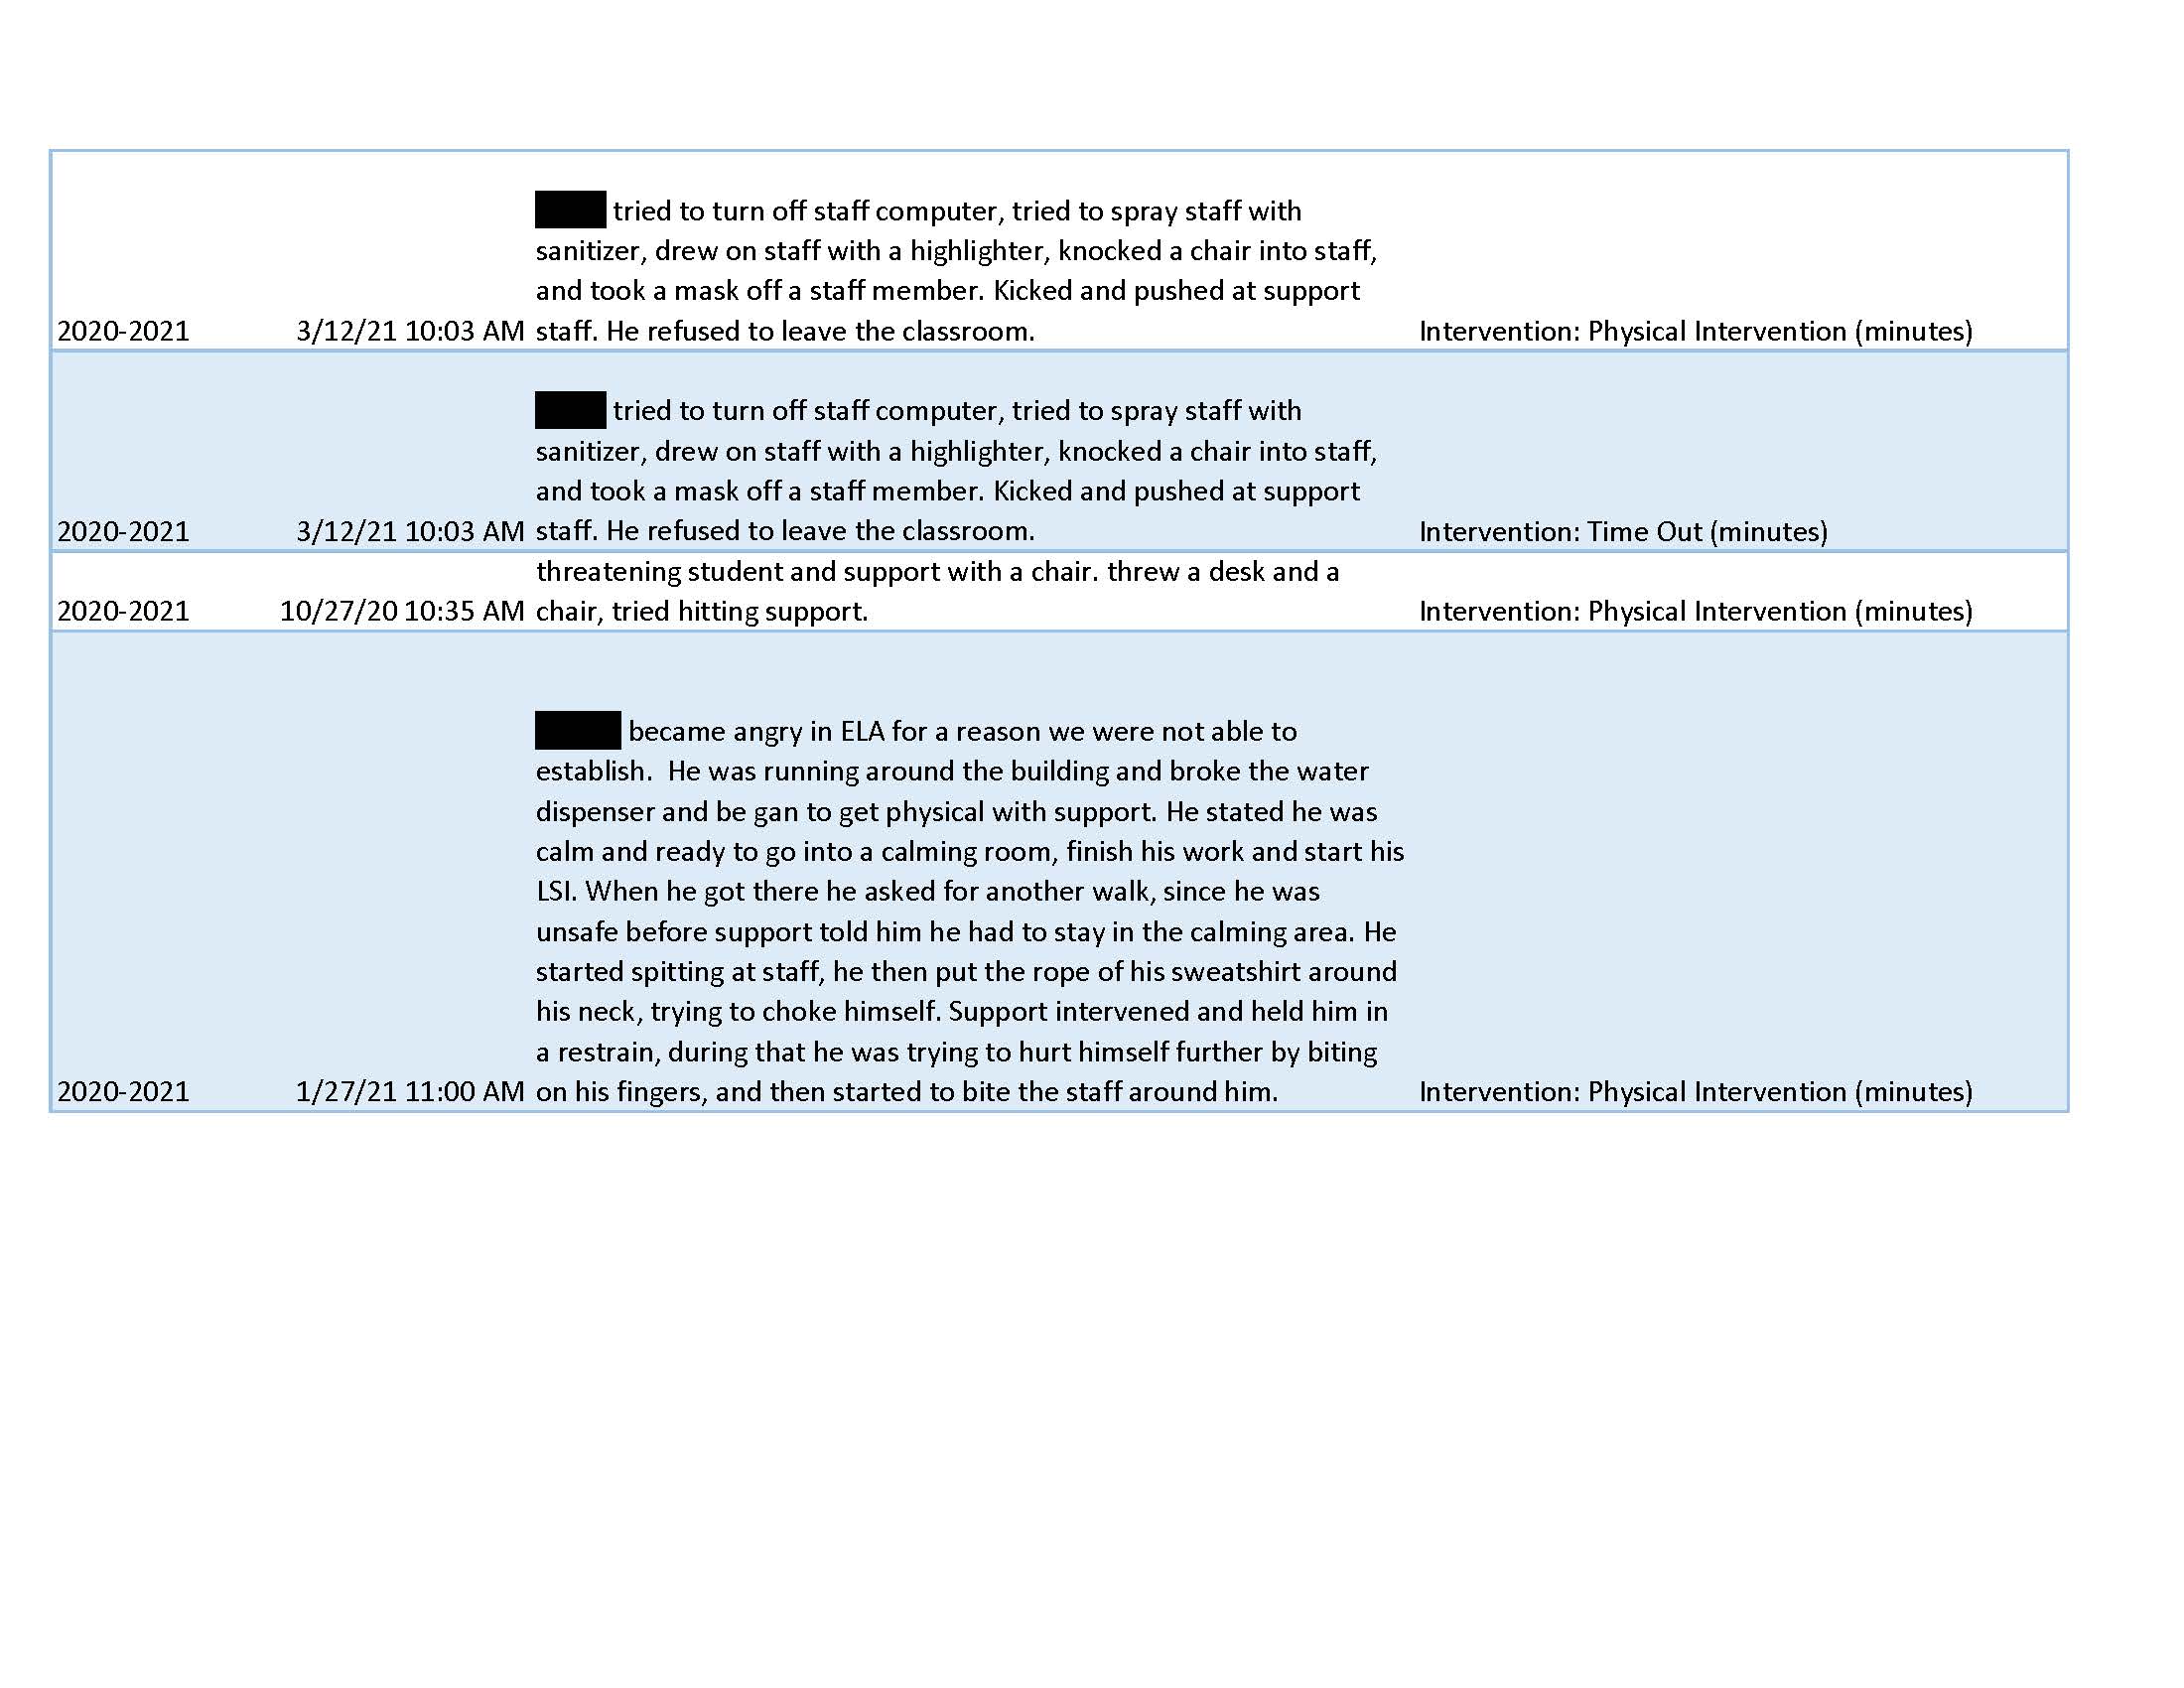 tried to turn off staff computer, tried to spray staff with
sanitizer, drew on staff with a highlighter, knocked a chair into staff,
and took a mask off a staff member. Kicked and pushed at support
2020-2021 3/12/21 10:03 AM staff. He refused to leave the classroom. Intervention: Physical Intervention (minutes)
tried to turn off staff computer, tried to spray staff with
sanitizer, drew on staff with a highlighter, knocked a chair into staff,
and took a mask off a staff member. Kicked and pushed at support
2020-2021 3/12/21 10:03 AM staff. He refused to leave the classroom. Intervention: Time Out (minutes)
threatening student and support with a chair. threw a desk and a
2020-2021 10/27/20 10:35 AM chair, tried hitting support. Intervention: Physical Intervention (minutes)
became angry in ELA for a reason we were not able to
establish.  He was running around the building and broke the water
dispenser and be gan to get physical with support. He stated he was
calm and ready to go into a calming room, finish his work and start his
LSI. When he got there he asked for another walk, since he was
unsafe before support told him he had to stay in the calming area. He
started spitting at staff, he then put the rope of his sweatshirt around
his neck, trying to choke himself. Support intervened and held him in
a restrain, during that he was trying to hurt himself further by biting
2020-2021 1/27/21 11:00 AM on his fingers, and then started to bite the staff around him. Intervention: Physical Intervention (minutes)